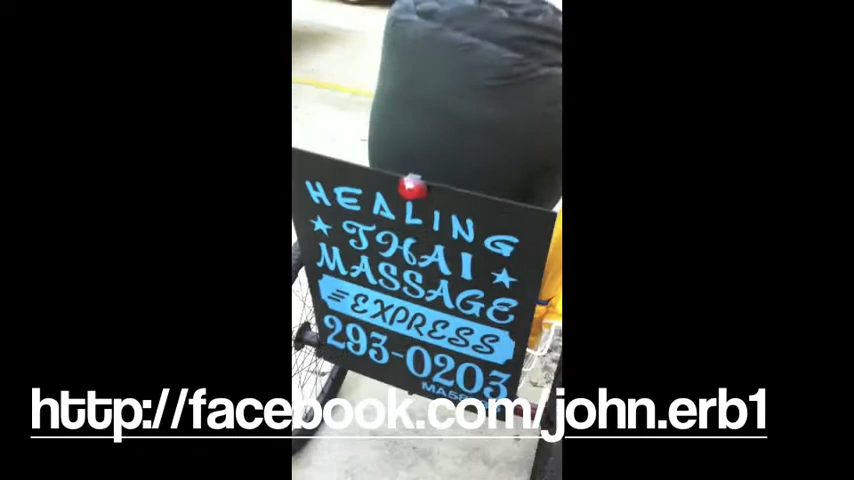 HEALING
THAI
MASSAGE
EXPRESS
293-0203
http://facebook.com/john.erb1